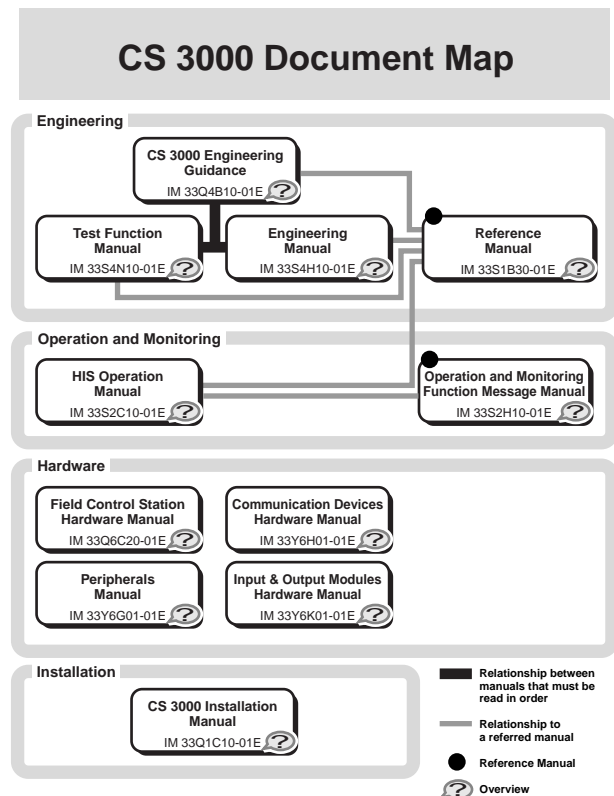 CS 3000 Document Map
Engineering
CS 3000 Engineering
Guidance
IM 33Q4B10-01E
?
Test Function
Manual
IM 33S4N10-01E
?
Engineering
Manual
IM 33S4H10-01E
?
Reference
Manual
IM 33S1B30-01E
?
Operation and Monitoring
HIS Operation
Manual
IM 33S2C10-01E
?
Operation and Monitoring
Function Message Manual
IM 33S2H10-01E
?
Hardware
Field Control Station
Hardware Manual
IM 33Q6C20-01E
?
Communication Devices
Hardware Manual
IM 33Y6H01-01E
?
Peripherals
Manual
IM 33Y6G01-01E
?
Input & Output Modules
Hardware Manual
IM 33Y6K01-01E
?
Installation
CS 3000 Installation
Manual
IM 33Q1C10-01E
?
Relationship between
manuals that must be
read in order
Relationship to
a referred manual
Reference Manual
? Overview